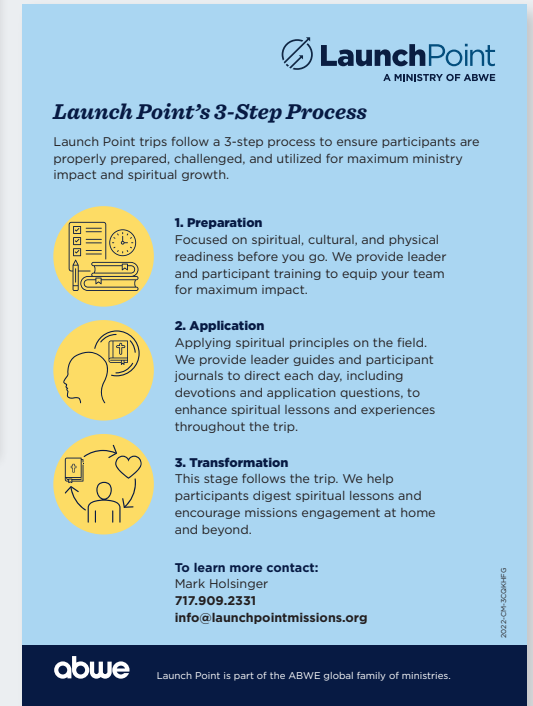 LaunchPoint
A MINISTRY OF ABWE
Launch Point's 3-Step Process
Launch Point trips follow a 3-step process to ensure participants are
properly prepared, challenged, and utilized for maximum ministry
impact and spiritual growth.
1. Preparation
Focused on spiritual, cultural, and physical
readiness before you go. We provide leader
and participant training to equip your team
for maximum impact.
2. Application
Applying spiritual principles on the field.
We provide leader guides and participant
journals to direct each day, including
devotions and application questions, to
enhance spiritual lessons and experiences
throughout the trip.
3. Transformation
This stage follows the trip. We help
participants digest spiritual lessons and
encourage missions engagement at home
and beyond.
To learn more contact:
Mark Holsinger
717.909.2331
info@launchpointmissions.org
2022-CM-3CQKHFG
abwe
Launch Point is part of the ABWE global family of ministries.